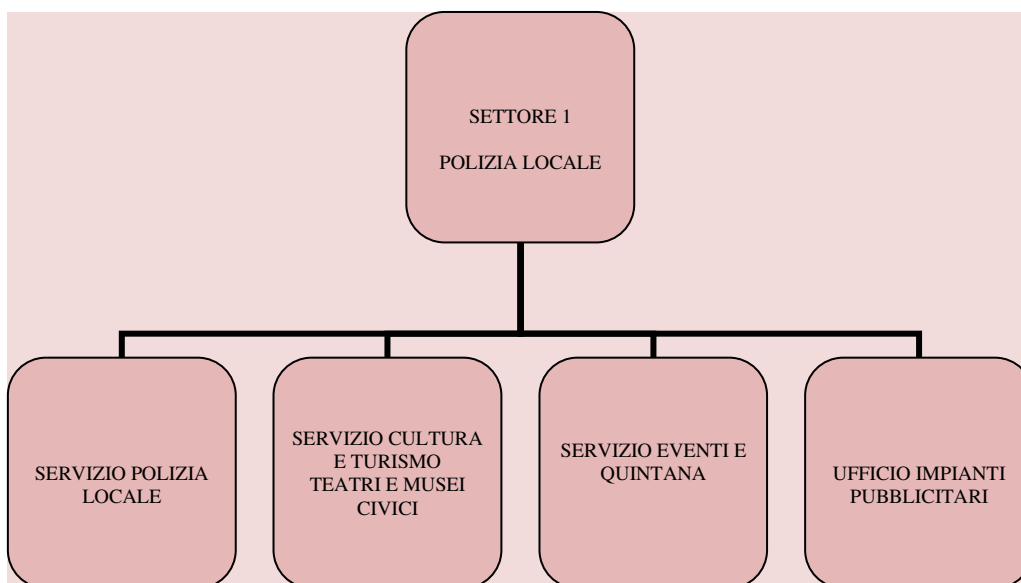 SETTORE 1
POLIZIA LOCALE
SERVIZIO POLIZIA
LOCALE
SERVIZIO CULTURA
E TURISMO
TEATRI E MUSEI
CIVICI
SERVIZIO EVENTI E
QUINTANA
UFFICIO IMPIANTI
PUBBLICITARI